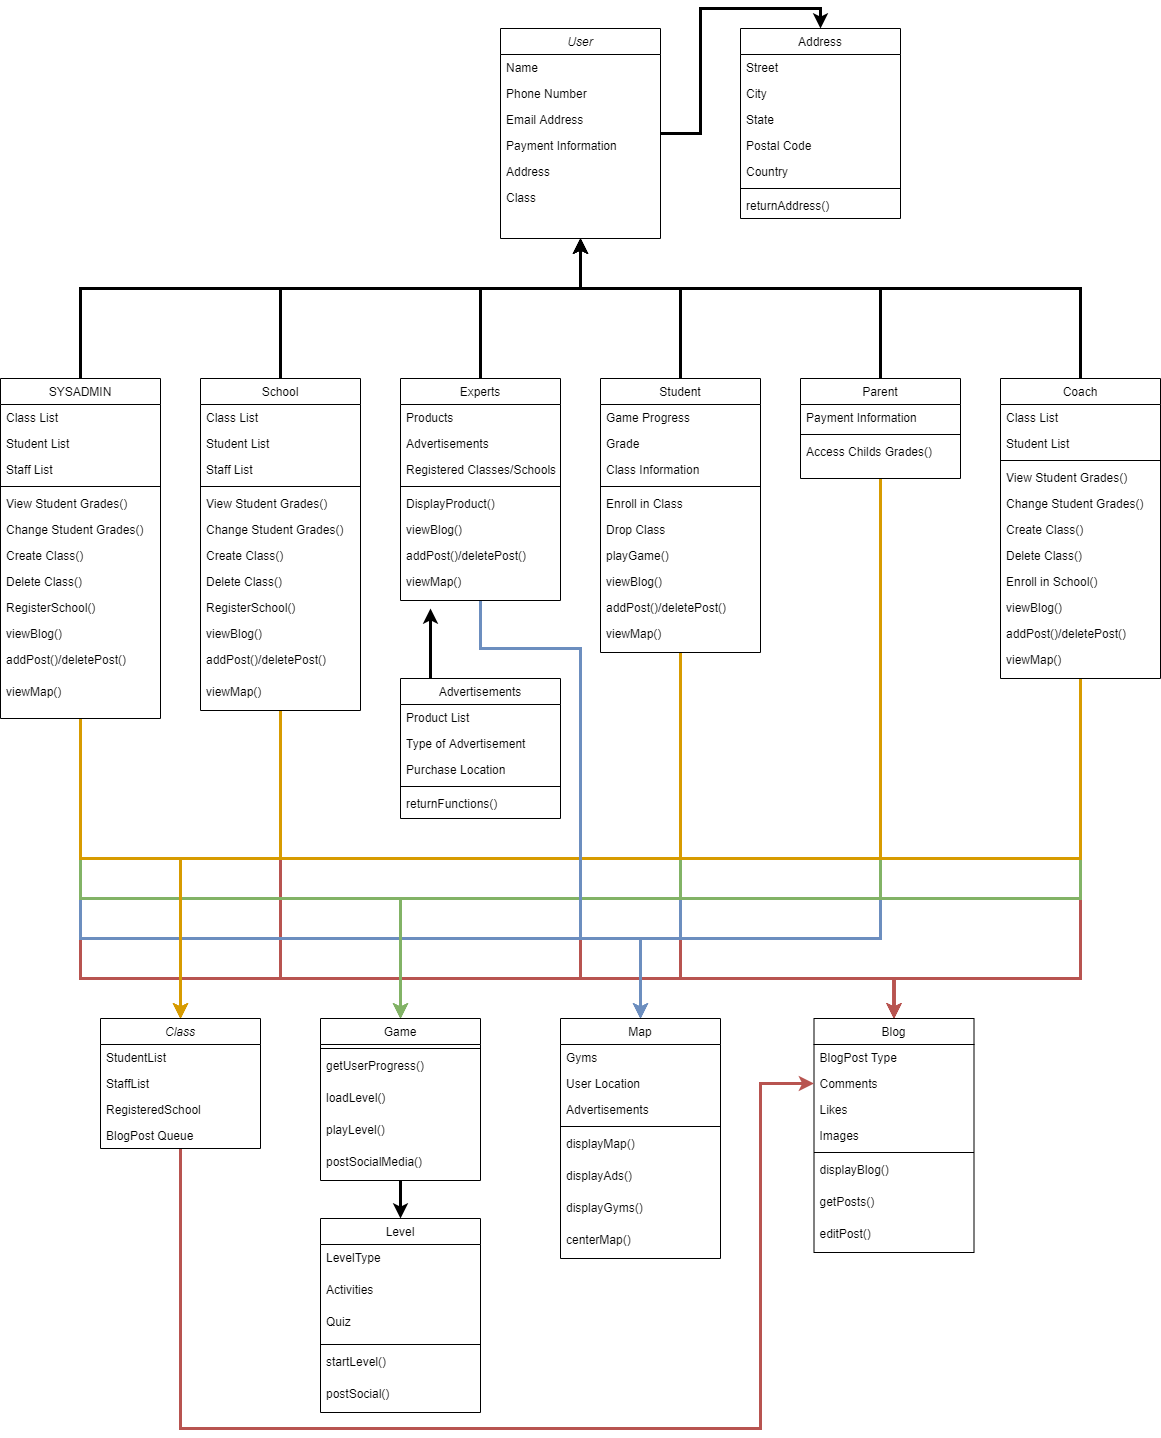 User
Name
Phone Number
Email Address
Payment Information
Address
Class
Address
Street
City
State
Postal Code
Country
returnAddress()
SYSADMIN
Class List
Student List
Staff List
View Student Grades()
Change Student Grades()
Create Class()
Delete Class()
RegisterSchool()
viewBlog()
addPost()/deletePost()
viewMap()
School
Class List
Student List
Staff List
View Student Grades()
Change Student Grades()
Create Class()
Delete Class()
RegisterSchool()
viewBlog()
addPost()/deletePost()
viewMap()
Experts
Products
Advertisements
Registered Classes/Schools
DisplayProduct()
viewBlog()
addPost()/deletePost()
viewMap()
Student
Game Progress
Grade
Class Information
Enroll in Class
Drop Class
playGame()
viewBlog()
addPost()/deletePost()
viewMap()
Parent
Payment Information
Access Childs Grades()
Coach
Class List
Student List
View Student Grades()
Change Student Grades()
Create Class()
Delete Class()
Enroll in School()
viewBlog()
addPost()/deletePost()
viewMap()
Advertisements
Product List
Type of Advertisement
Purchase Location
returnFunctions()
Class
StudentList
StaffList
RegisteredSchool
BlogPost Queue
Game
getUserProgress()
loadLevel()
playLevel()
postSocialMedia()
Map
Gyms
User Location
Advertisements
displayMap()
displayAds()
displayGyms()
centerMap()
Blog
BlogPost Type
Comments
Likes
Images
displayBlog()
getPosts()
editPost()
Level
LevelType
Activities
Quiz
startLevel()
postSocial()